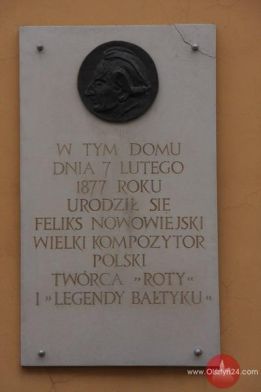 W TYM DOMU
DNIA 7 LUTEGO
1877 ROKU
URODZIŁ SIE
FELIKS NOWOWIEJSKI
WIELKI KOMPOZYTOR
POLSKI
TWÓRCA »ROTY«
I »LEGENDY BAŁTYKU«
www.Olsztyn24.com